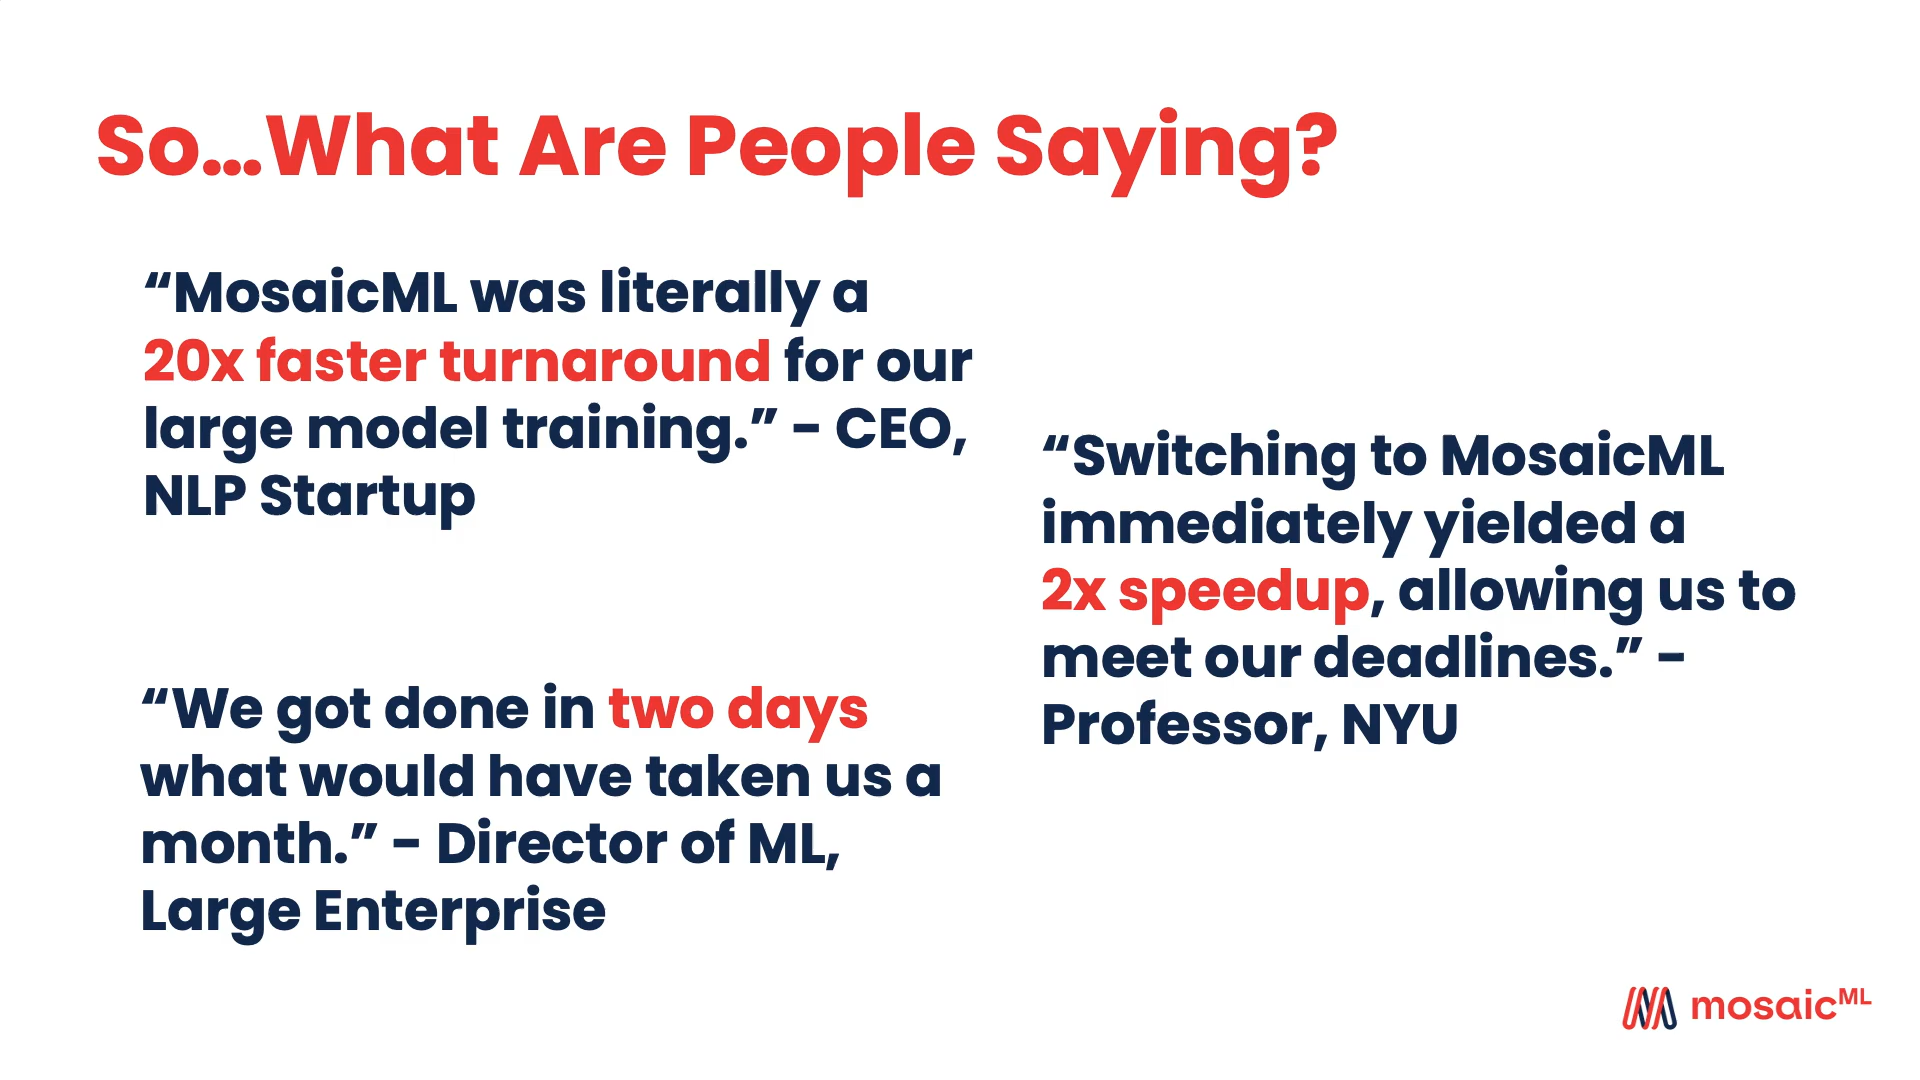 So...What Are People Saying?
“MosaicML was literally a
20x faster turnaround for our
large model training.” - CEO,
NLP Startup
“We got done in two days
what would have taken us a
month.” - Director of ML,
Large Enterprise
“Switching to MosaicML
immediately yielded a
2x speedup, allowing us to
meet our deadlines.” -
Professor, NYU
mosaicML